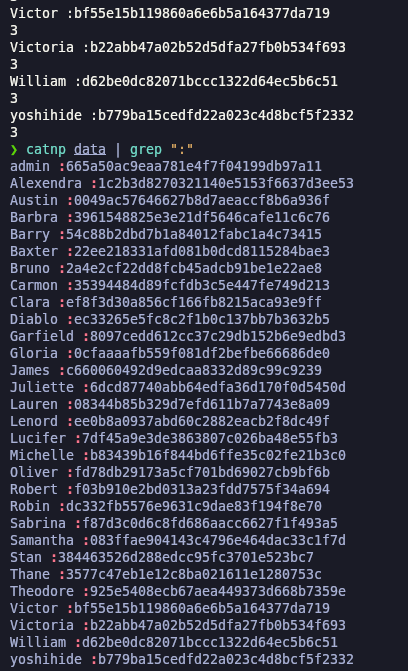 Victor :bf55e15b119860a6e6b5a164377da719
3
Victoria :b22abb47a02b52d5dfa27fb0b534f693
3
William :d62be0dc82071bccc1322d64ec5b6c51
3
yoshihide :b779ba15cedfd22a023c4d8bcf5f2332
3
❯ catnp data | grep ":"
admin :665a50ac9eaa781e4f7f04199db97a11
Alexendra :1c2b3d8270321140e5153f6637d3ee53
Austin :0049ac57646627b8d7aeaccf8b6a936f
Barbra :3961548825e3e21df5646cafe11c6c76
Barry :54c88b2dbd7b1a84012fabc1a4c73415
Baxter :22ee218331afd081b0dcd8115284bae3
Bruno :2a4e2cf22dd8fcb45adcb91be1e22ae8
Carmon :35394484d89fcfdb3c5e447fe749d213
Clara :ef8f3d30a856cf166fb8215aca93e9ff
Diablo :ec33265e5fc8c2f1b0c137bb7b3632b5
Garfield :8097cedd612cc37c29db152b6e9edbd3
Gloria :0cfaaaafb559f081df2befbe66686de0
James :c660060492d9edcaa8332d89c99c9239
Juliette :6dcd87740abb64edfa36d170f0d5450d
Lauren :08344b85b329d7efd611b7a7743e8a09
Lenord :ee0b8a0937abd60c2882eacb2f8dc49f
Lucifer :7df45a9e3de3863807c026ba48e55fb3
Michelle :b83439b16f844bd6ffe35c02fe21b3c0
Oliver :fd78db29173a5cf701bd69027cb9bf6b
Robert :f03b910e2bd0313a23fdd7575f34a694
Robin :dc332fb5576e9631c9dae83f194f8e70
Sabrina :f87d3c0d6c8fd686aacc6627f1f493a5
Samantha :083ffae904143c4796e464dac33c1f7d
Stan :384463526d288edcc95fc3701e523bc7
Thane :3577c47eb1e12c8ba021611e1280753c
Theodore :925e5408ecb67aea449373d668b7359e
Victor :bf55e15b119860a6e6b5a164377da719
Victoria :b22abb47a02b52d5dfa27fb0b534f693
William :d62be0dc82071bccc1322d64ec5b6c51
yoshihide :b779ba15cedfd22a023c4d8bcf5f2332